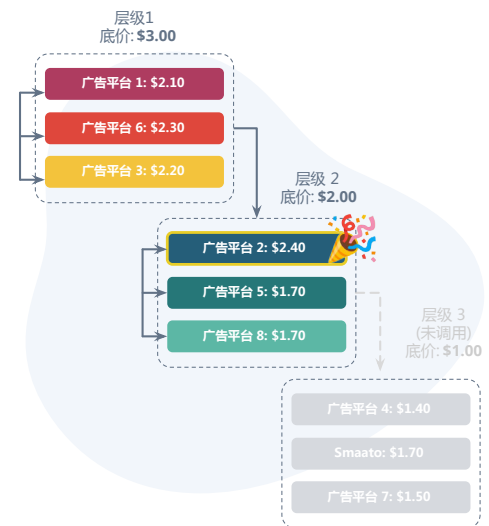 层级1
底价: $3.00
广告平台 1: $2.10
广告平台 6: $2.30
广告平台 3: $2.20
层级 2
底价: $2.00
广告平台 2: $2.40
广告平台 5: $1.70
广告平台 8: $1.70
层级 3
(未调用)
底价: $1.00
广告平台 4: $1.40
Smaato: $1.70
广告平台 7: $1.50